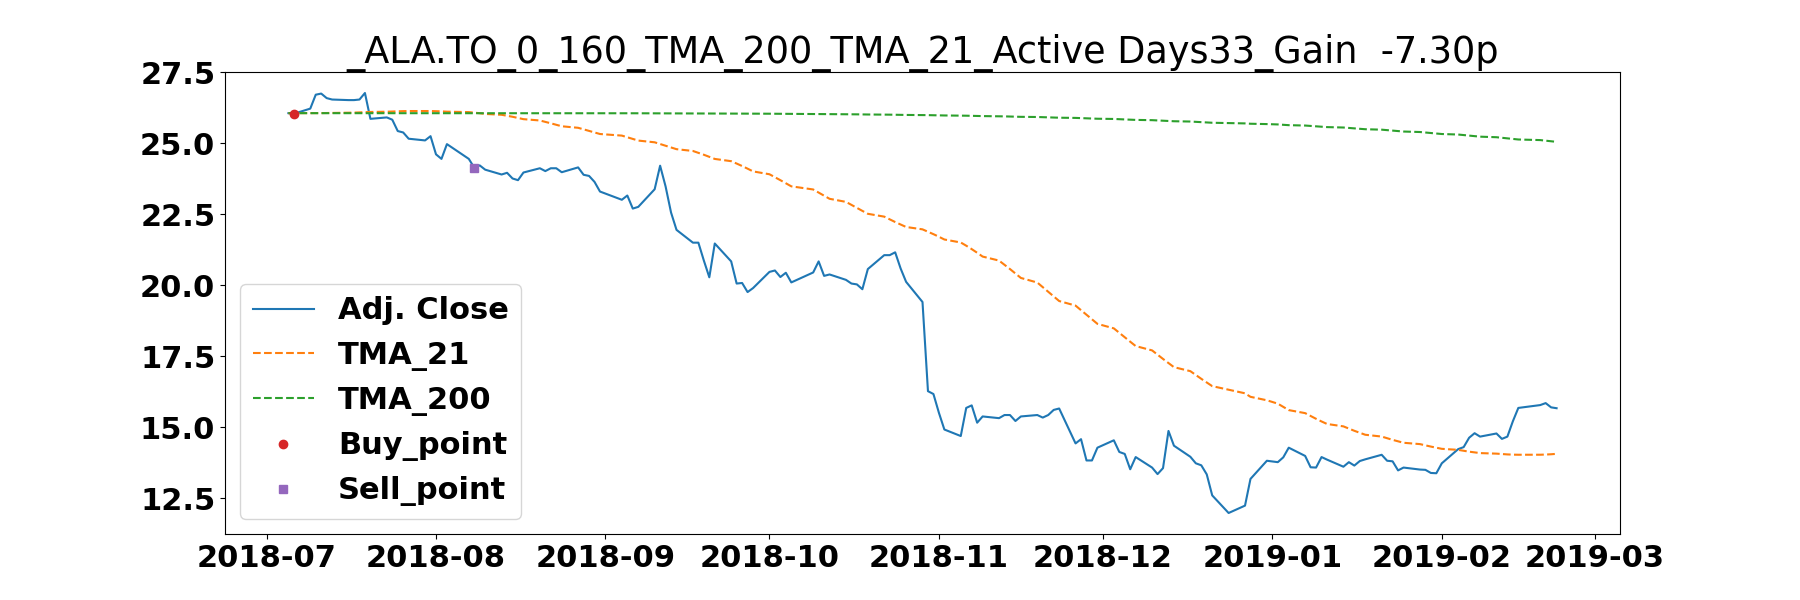 _ALA.TO_0_160_TMA_200_TMA_21_Active Days33_Gain  -7.30p
27.5
25.0
22.5
20.0
17.5
15.0
12.5
Adj. Close
TMA_21
TMA_200
Buy_point
Sell_point
2018-07 2018-08 2018-09 2018-10 2018-11 2018-12 2019-01 2019-02 2019-03